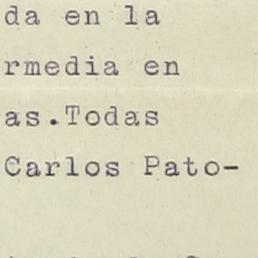 da en la
rmedia en
as.Todas
Carlos Pato-